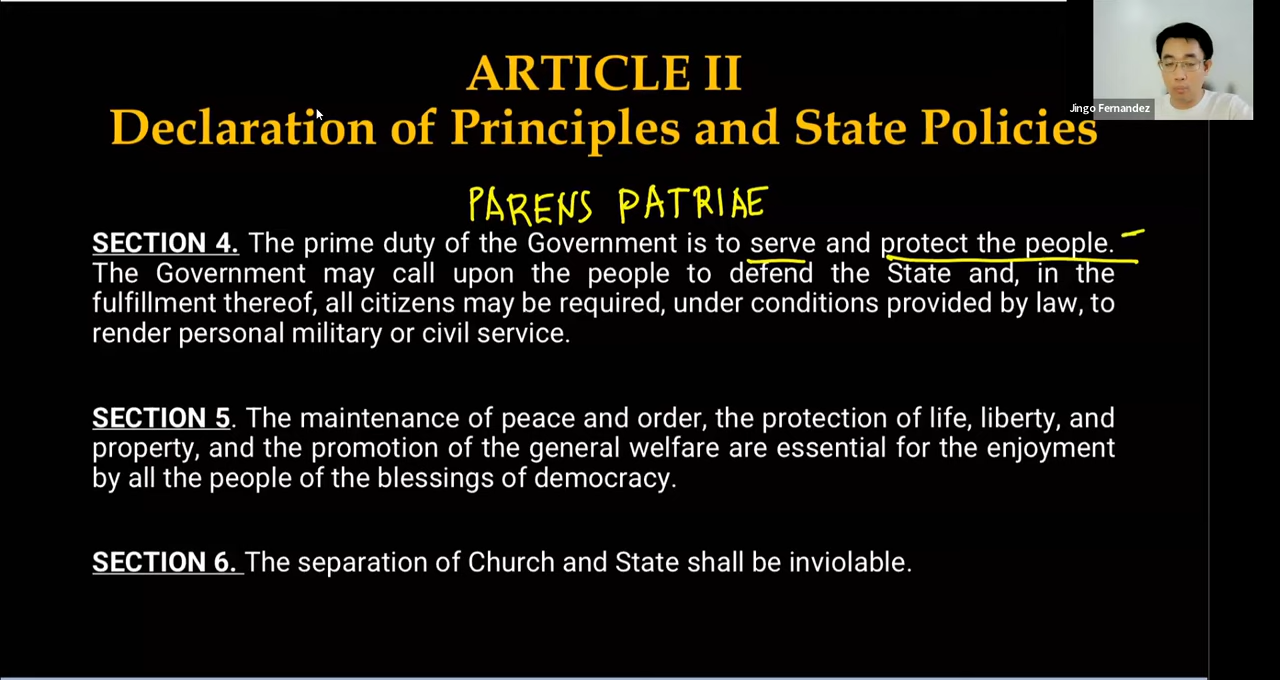 ARTICLE II
Declaration of Principles and State Policies
Jingo Fernandez
PARENS PATRIAE
SECTION 4. The prime duty of the Government is to serve and protect the people.
The Government may call upon the people to defend the State and, in the
fulfillment thereof, all citizens may be required, under conditions provided by law, to
render personal military or civil service.
SECTION 5. The maintenance of peace and order, the protection of life, liberty, and
property, and the promotion of the general welfare are essential for the enjoyment
by all the people of the blessings of democracy.
SECTION 6. The separation of Church and State shall be inviolable.